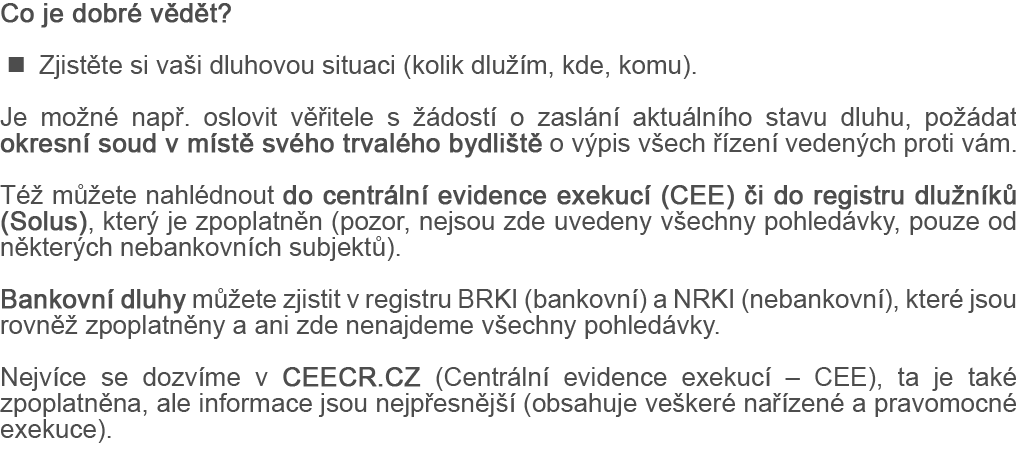 Co je dobré vědět?
■ Zjistěte si vaši dluhovou situaci (kolik dlužím, kde, komu).
Je možné např. oslovit věřitele s žádostí o zaslání aktuálního stavu dluhu, požádat
okresní soud v místě svého trvalého bydliště o výpis všech řízení vedených proti vám.
Též můžete nahlédnout do centrální evidence exekucí (CEE) či do registru dlužníků
(Solus), který je zpoplatněn (pozor, nejsou zde uvedeny všechny pohledávky, pouze od
některých nebankovních subjektů).
Bankovní dluhy můžete zjistit v registru BRKI (bankovní) a NRKI (nebankovní), které jsou
rovněž zpoplatněny a ani zde nenajdeme všechny pohledávky.
Nejvíce se dozvíme v CEECR.CZ (Centrální evidence exekucí – CEE), ta je také
zpoplatněna, ale informace jsou nejpřesnější (obsahuje veškeré nařízené a pravomocné
exekuce).